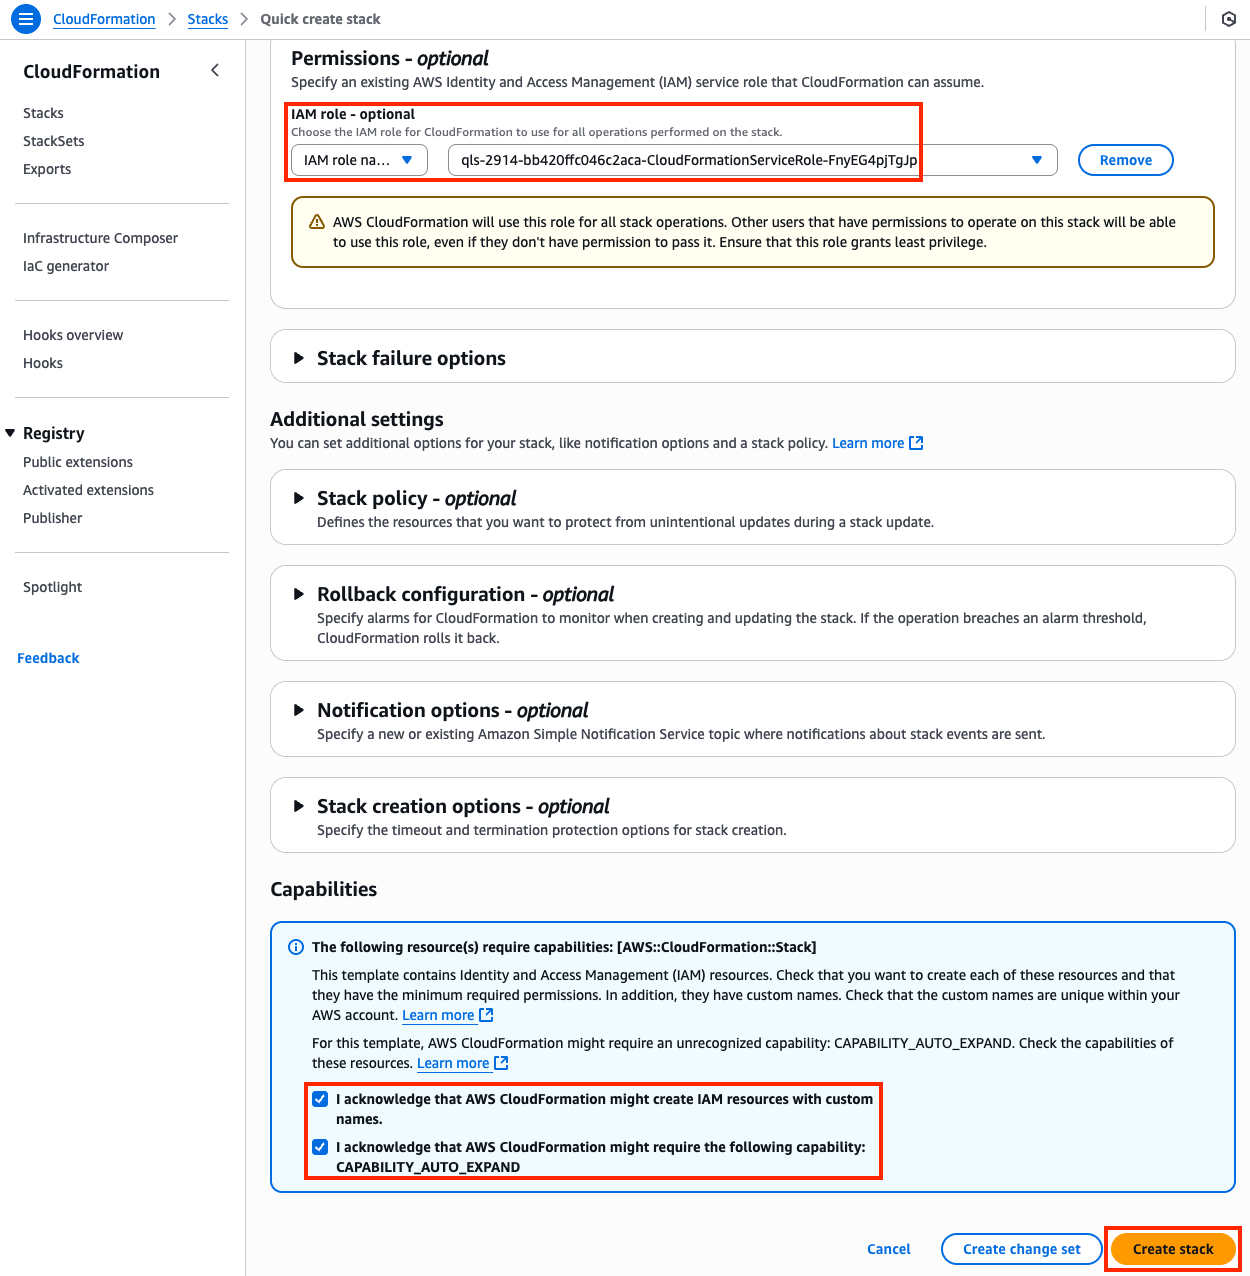 CloudFormation > Stacks > Quick create stack
CloudFormation
Stacks
StackSets
Exports
Infrastructure Composer
IaC generator
Hooks overview
Hooks
Registry
Public extensions
Activated extensions
Publisher
Spotlight
Feedback
Permissions - optional
Specify an existing AWS Identity and Access Management (IAM) service role that CloudFormation can assume.
IAM role - optional
Choose the IAM role for CloudFormation to use for all operations performed on the stack.
IAM role na... qls-2914-bb420ffc046c2aca-CloudFormationServiceRole-FnyEG4pjTgJp Remove
AWS CloudFormation will use this role for all stack operations. Other users that have permissions to operate on this stack will be able
to use this role, even if they don't have permission to pass it. Ensure that this role grants least privilege.
Stack failure options
Additional settings
You can set additional options for your stack, like notification options and a stack policy. Learn more
Stack policy - optional
Defines the resources that you want to protect from unintentional updates during a stack update.
Rollback configuration - optional
Specify alarms for CloudFormation to monitor when creating and updating the stack. If the operation breaches an alarm threshold,
CloudFormation rolls it back.
Notification options - optional
Specify a new or existing Amazon Simple Notification Service topic where notifications about stack events are sent.
Stack creation options - optional
Specify the timeout and termination protection options for stack creation.
Capabilities
The following resource(s) require capabilities: [AWS::CloudFormation::Stack]
This template contains Identity and Access Management (IAM) resources. Check that you want to create each of these resources and that
they have the minimum required permissions. In addition, they have custom names. Check that the custom names are unique within your
AWS account. Learn more
For this template, AWS CloudFormation might require an unrecognized capability: CAPABILITY_AUTO_EXPAND. Check the capabilities of
these resources. Learn more
I acknowledge that AWS CloudFormation might create IAM resources with custom
names.
I acknowledge that AWS CloudFormation might require the following capability:
CAPABILITY_AUTO_EXPAND
Cancel Create change set Create stack